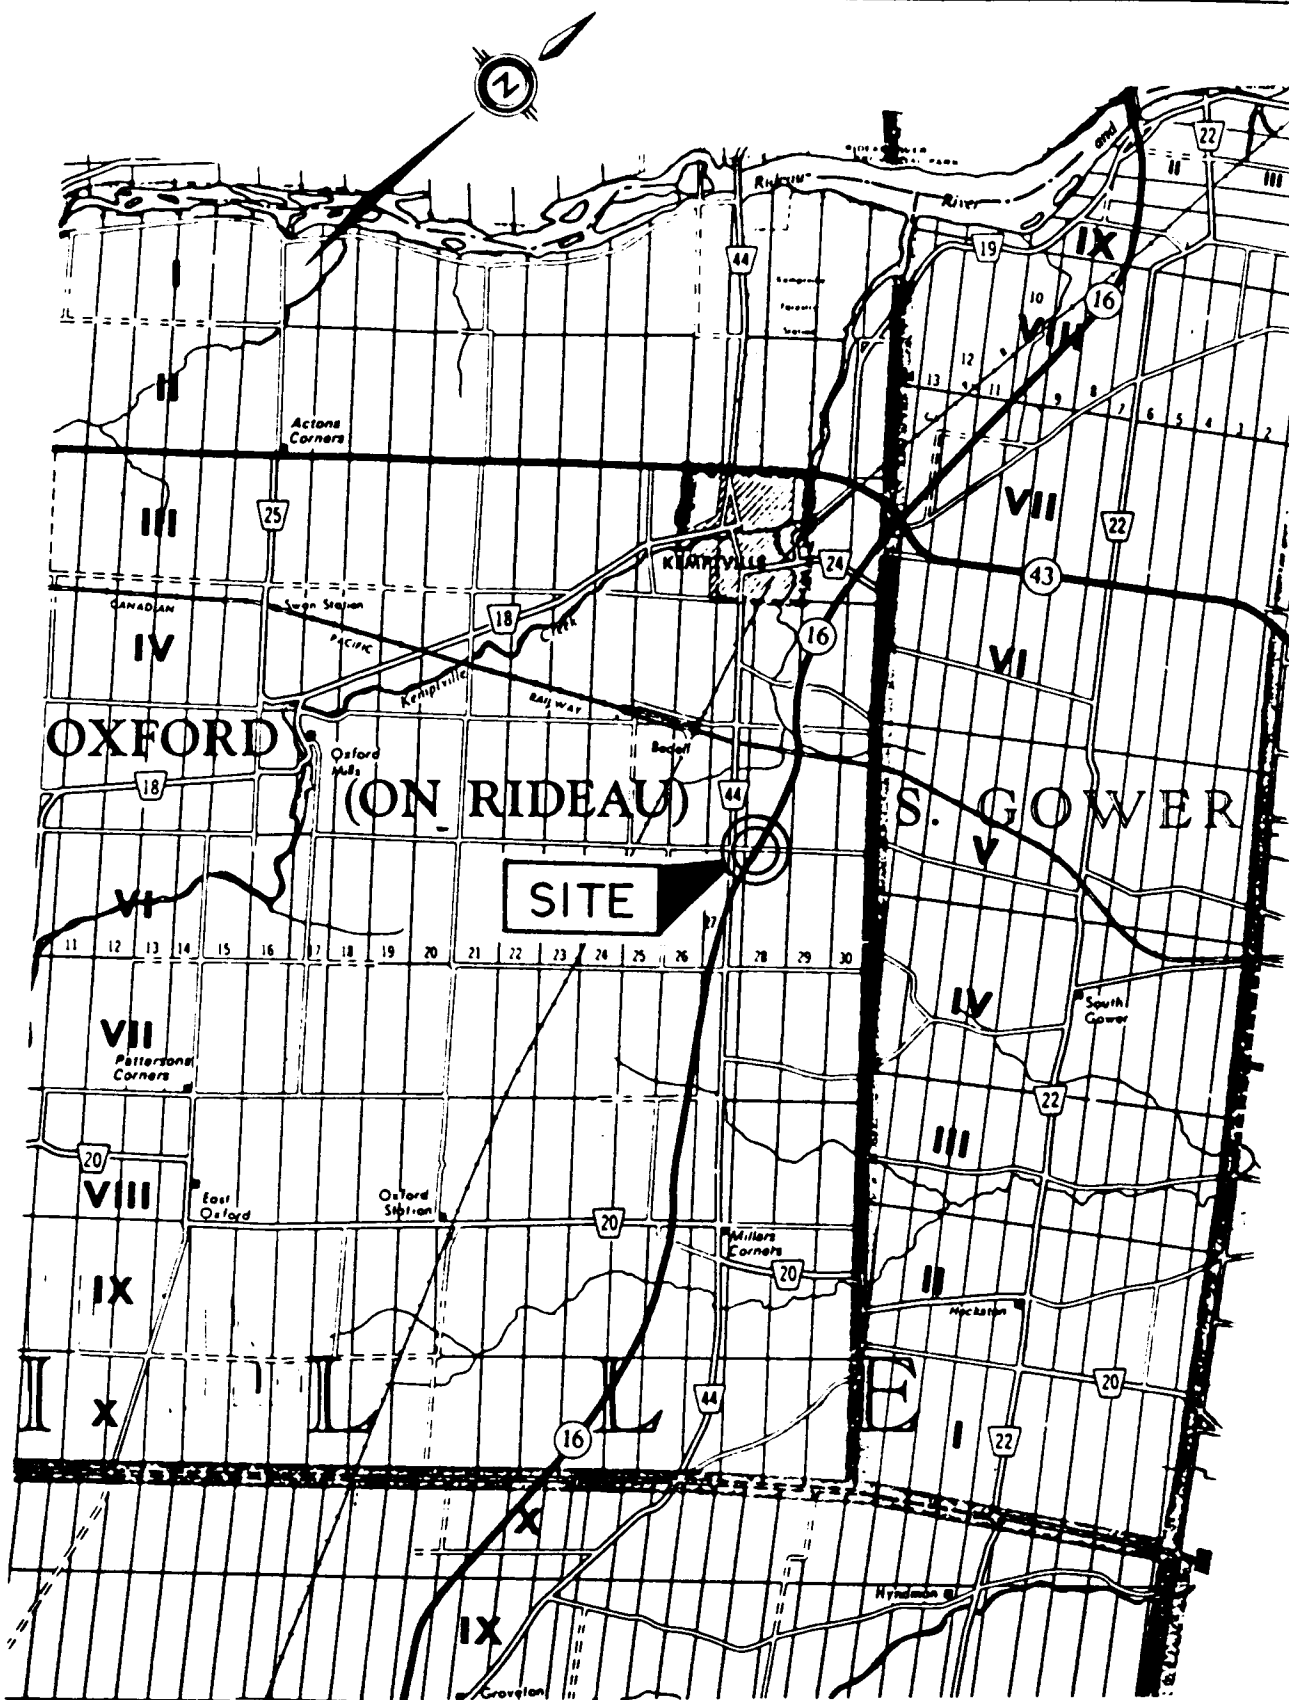 N
and
22
II
III
Rideau
River
IX
19
44
I
10
16
VIII
12
13
11
9
8
7
6
5
4
3
2
II
Actons
Corners
VII
25
III
22
KEMPTVILLE
24
43
CANADIAN
Swan Station
18
Creek
16
PACIFIC
IV
VI
Kemptville
RAILWAY
OXFORD
Oxford
Mills
Bedell
18
(ON RIDEAU)
44
S. GOWER
V
SITE
VI
27
11 12 13 14 15 16 17 18 19 20 21 22 23 24 25 26 28 29 30
IV
South
Gower
VII
Pattersons
Corners
22
III
20
VIII
East
Oxford
Oxford
Station
20
Millers
Corners
20
II
IX
Heckston
I L L E
20
X
44
I
22
16
X
Hyndman
IX
Groveton